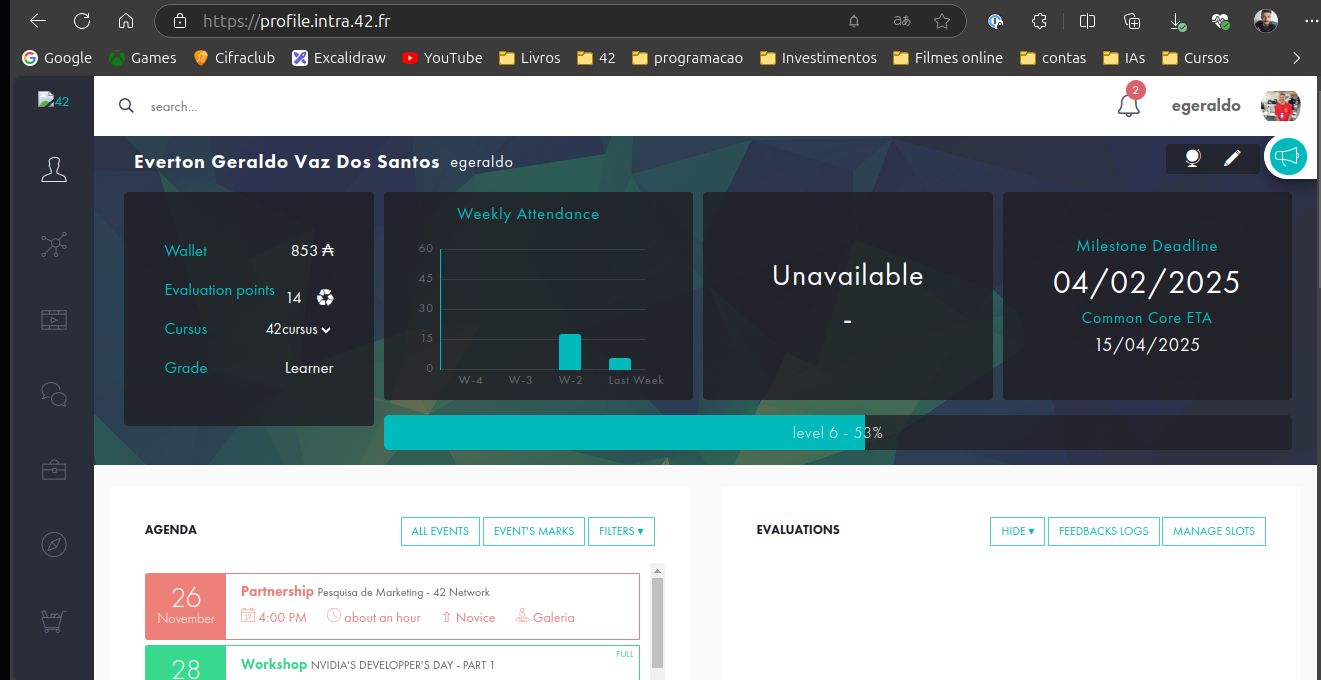 https://profile.intra.42.fr
Google Games Cifraclub Excalidraw YouTube Livros 42 programacao Investimentos Filmes online contas IAs Cursos
42
search...
2
egeraldo
Everton Geraldo Vaz Dos Santos egeraldo
Wallet 853 ₳
Evaluation points 14
Cursus 42cursus
Grade Learner
Weekly Attendance
60
45
30
15
0
W-4 W-3 W-2 Last Week
Unavailable
-
Milestone Deadline
04/02/2025
Common Core ETA
15/04/2025
level 6 - 53%
AGENDA ALL EVENTS EVENT'S MARKS FILTERS ▾
26
November
Partnership Pesquisa de Marketing - 42 Network
17 4:00 PM about an hour Novice Galeria
28
Workshop NVIDIA'S DEVELOPPER'S DAY - PART 1
FULL
EVALUATIONS HIDE ▾ FEEDBACKS LOGS MANAGE SLOTS